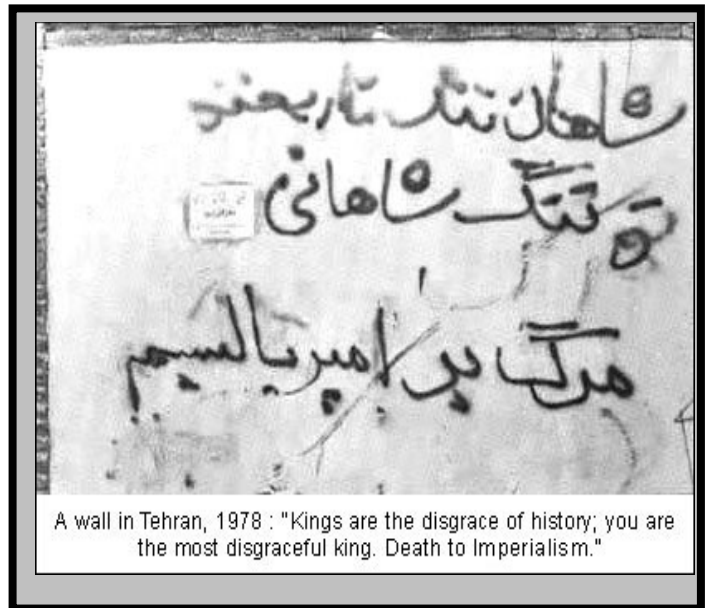 شاهان ننگ تاریخند
تو ننگ شاهانی
مرگ بر امپریالیسم
A wall in Tehran, 1978 : "Kings are the disgrace of history; you are
the most disgraceful king. Death to Imperialism."